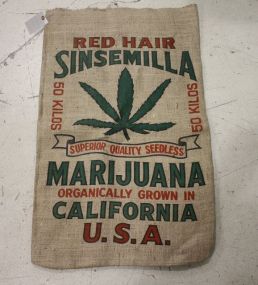 RED HAIR
SINSEMILLA
50 KILOS
50 KILOS
SUPERIOR QUALITY SEEDLESS
MARIJUANA
ORGANICALLY GROWN IN
CALIFORNIA
U.S.A.